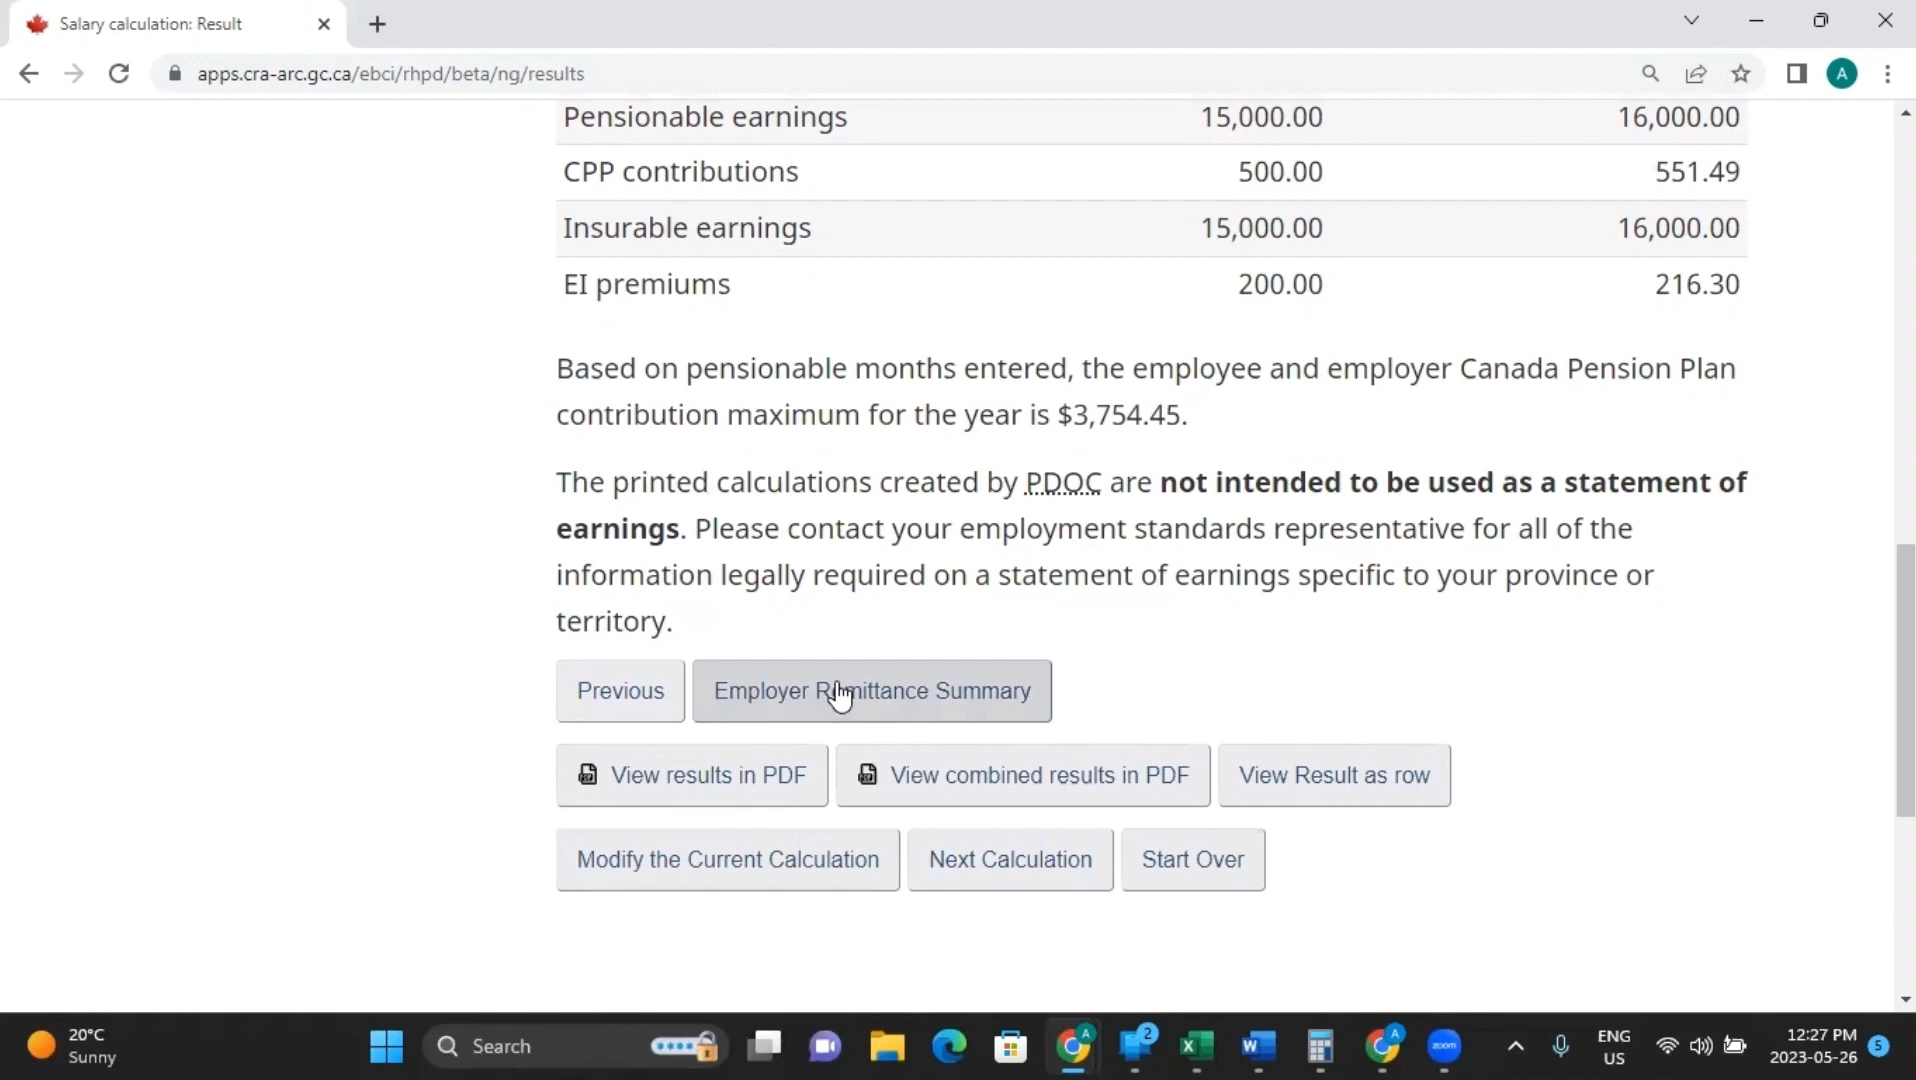 Salary calculation: Result
apps.cra-arc.gc.ca/ebci/rhpd/beta/ng/results
A
Pensionable earnings 15,000.00 16,000.00
CPP contributions 500.00 551.49
Insurable earnings 15,000.00 16,000.00
EI premiums 200.00 216.30
Based on pensionable months entered, the employee and employer Canada Pension Plan
contribution maximum for the year is $3,754.45.
The printed calculations created by PDOC are not intended to be used as a statement of
earnings. Please contact your employment standards representative for all of the
information legally required on a statement of earnings specific to your province or
territory.
Previous Employer Remittance Summary
View results in PDF View combined results in PDF View Result as row
Modify the Current Calculation Next Calculation Start Over
20°C
Sunny
Search
A
2
X
W
A
zoom
ENG
US
12:27 PM
2023-05-26
5